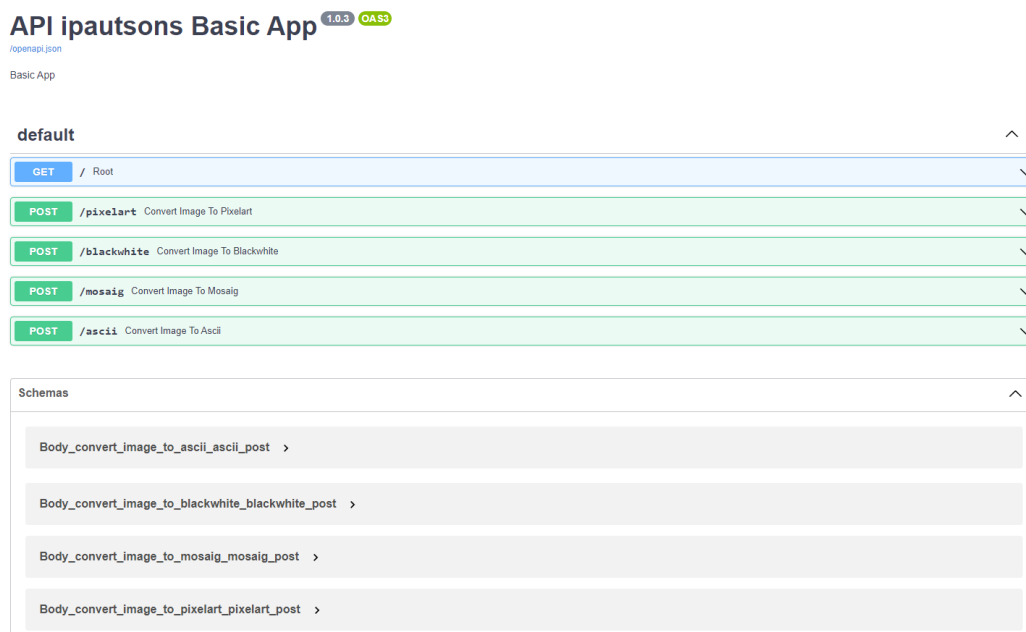 API ipautsons Basic App 1.0.3 OAS3
/openapi.json
Basic App
default
GET / Root
POST /pixelart Convert Image To Pixelart
POST /blackwhite Convert Image To Blackwhite
POST /mosaig Convert Image To Mosaig
POST /ascii Convert Image To Ascii
Schemas
Body_convert_image_to_ascii_ascii_post
Body_convert_image_to_blackwhite_blackwhite_post
Body_convert_image_to_mosaig_mosaig_post
Body_convert_image_to_pixelart_pixelart_post